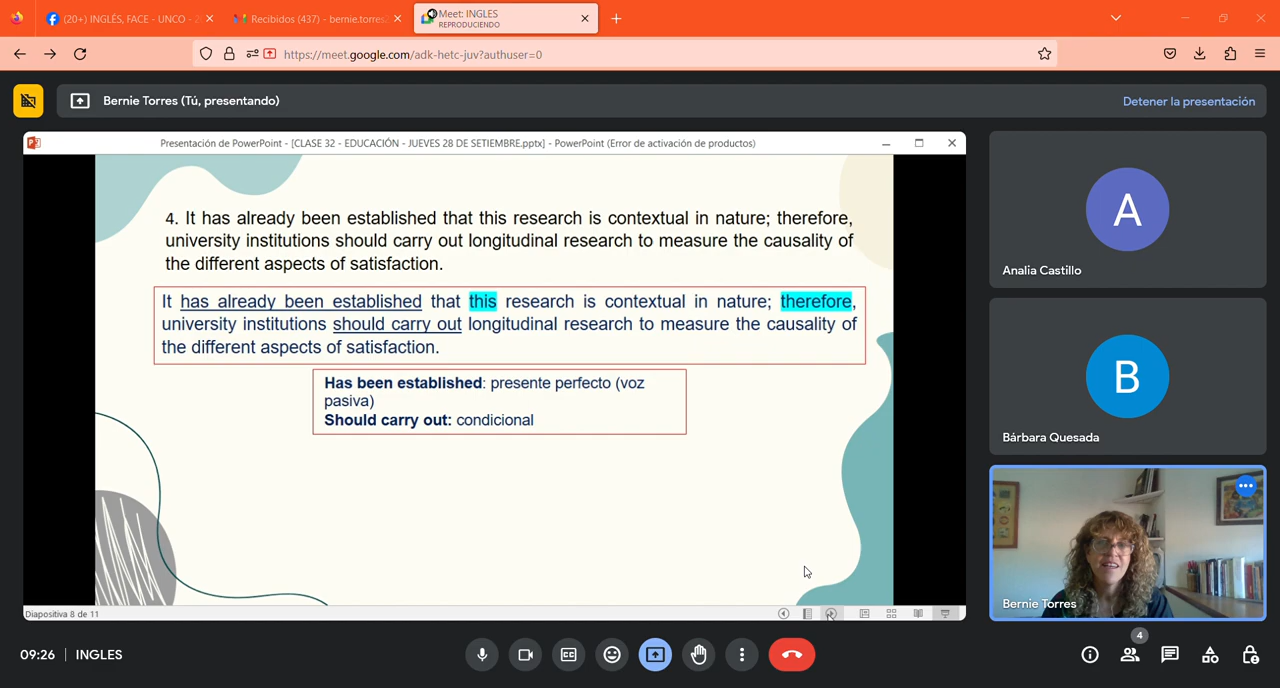 (20+) INGLÉS, FACE - UNCO - 2
Recibidos (437) - bernie.torres.
Meet: INGLES
REPRODUCIENDO
https://meet.google.com/adk-hetc-juv?authuser=0
Bernie Torres (Tú, presentando)
Detener la presentación
Presentación de PowerPoint - [CLASE 32 - EDUCACIÓN - JUEVES 28 DE SETIEMBRE.pptx] - PowerPoint (Error de activación de productos)
4. It has already been established that this research is contextual in nature; therefore,
university institutions should carry out longitudinal research to measure the causality of
the different aspects of satisfaction.
It has already been established that this research is contextual in nature; therefore,
university institutions should carry out longitudinal research to measure the causality of
the different aspects of satisfaction.
Has been established: presente perfecto (voz
pasiva)
Should carry out: condicional
Diapositiva 8 de 11
A
Analia Castillo
B
Bárbara Quesada
Bernie Torres
09:26 | INGLES
4